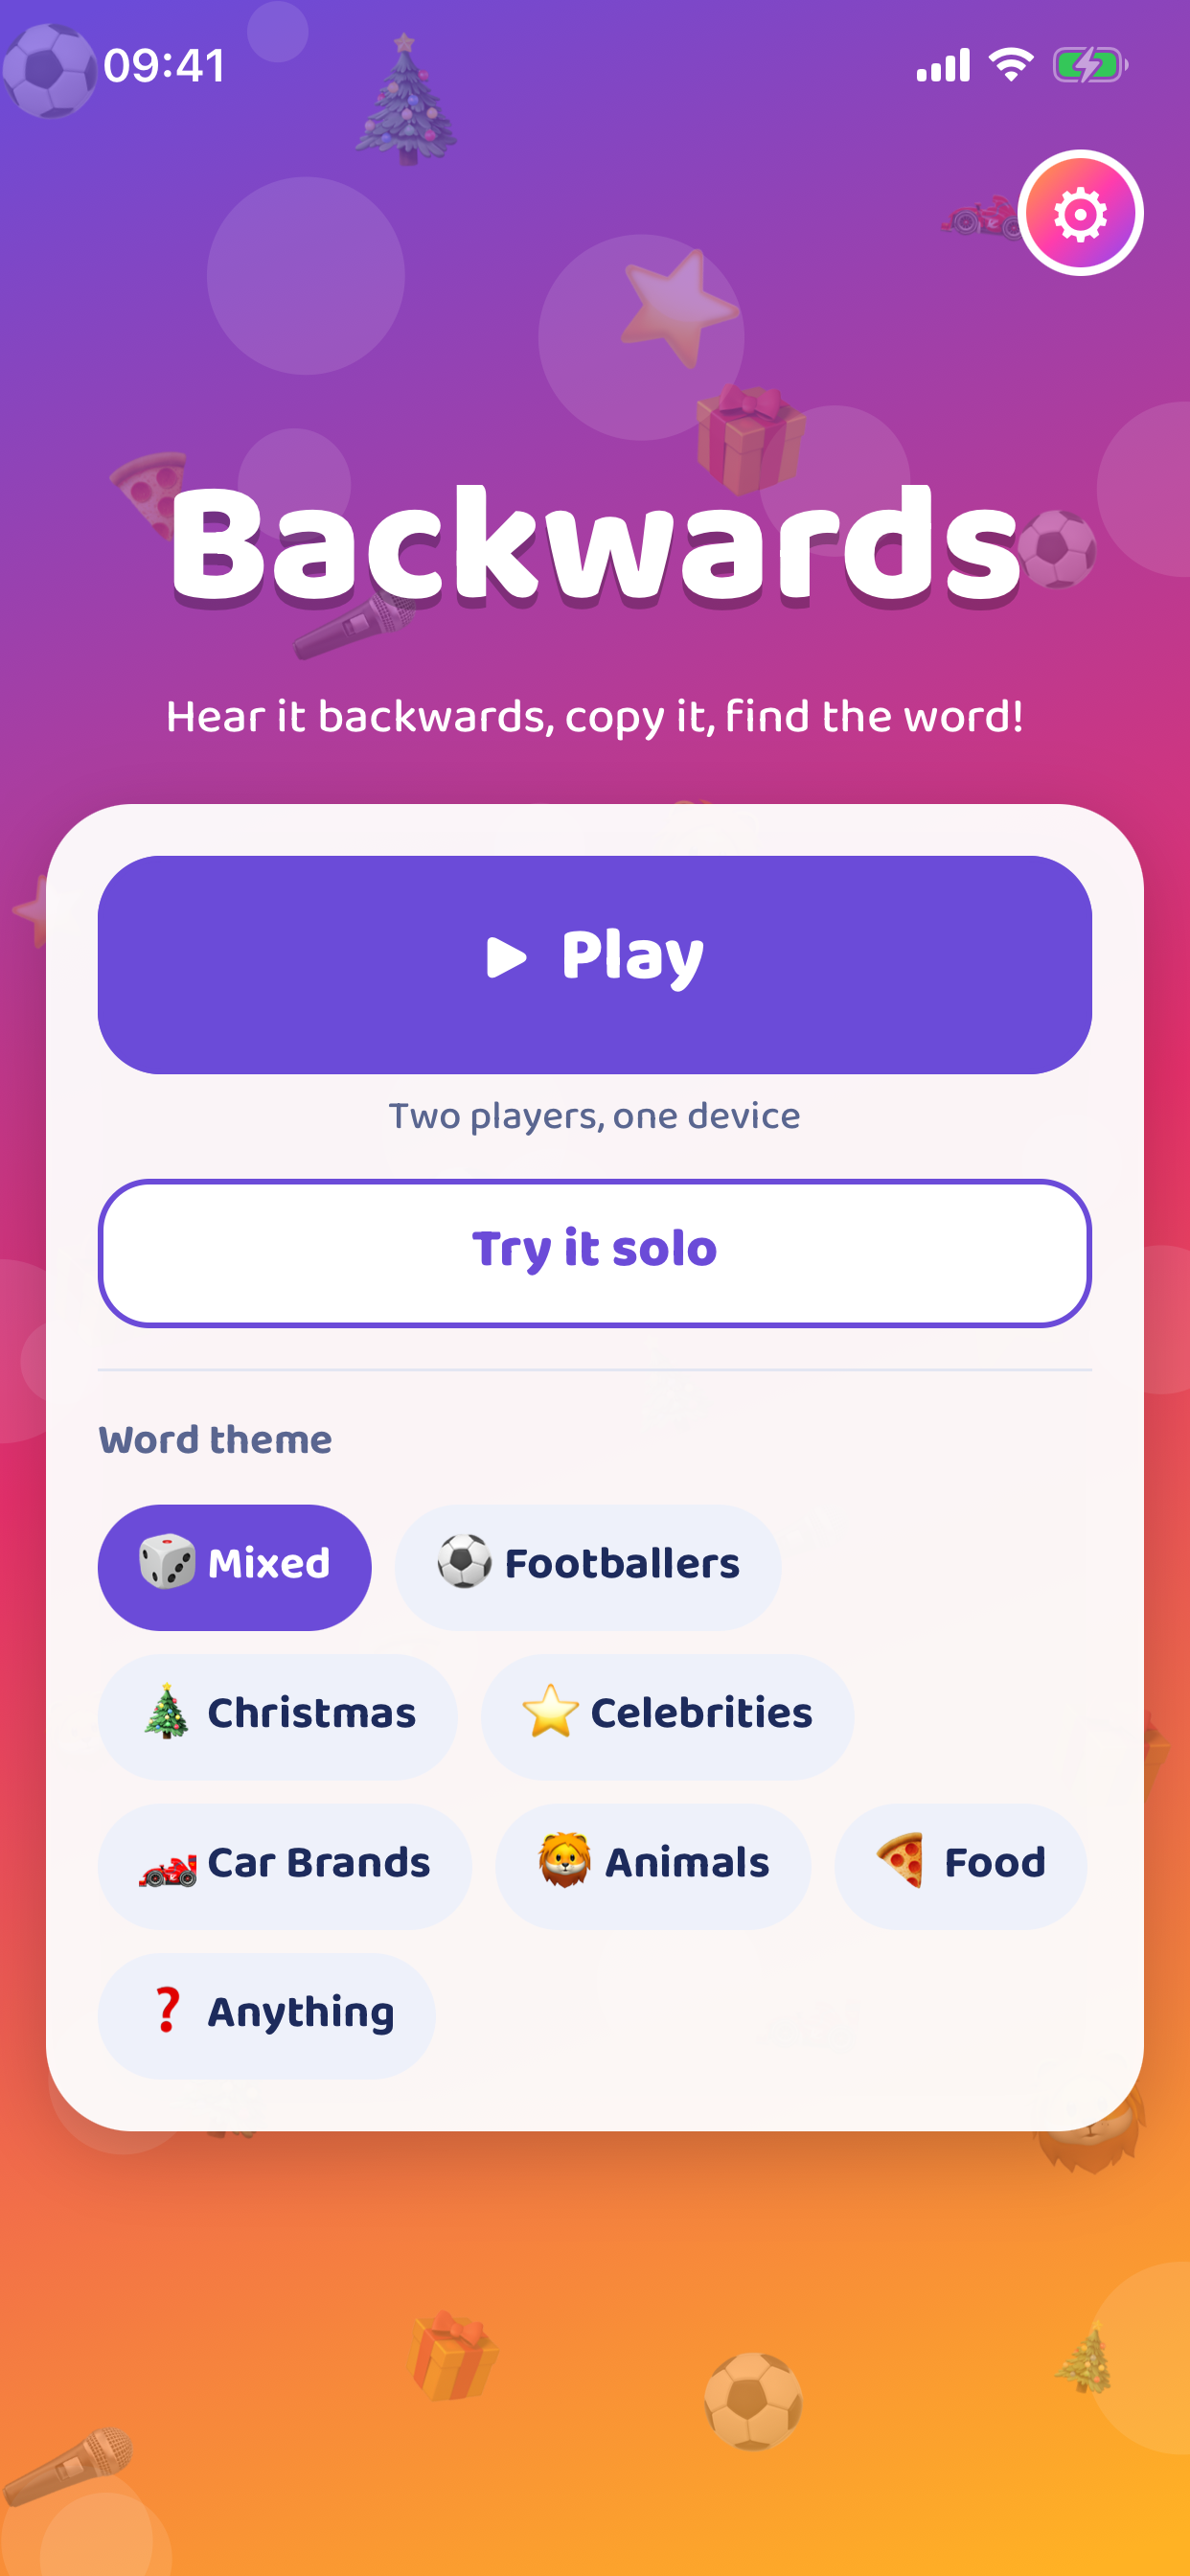 09:41
Backwards
Hear it backwards, copy it, find the word!
Play
Two players, one device
Try it solo
Word theme
Mixed
Footballers
Christmas
Celebrities
Car Brands
Animals
Food
Anything